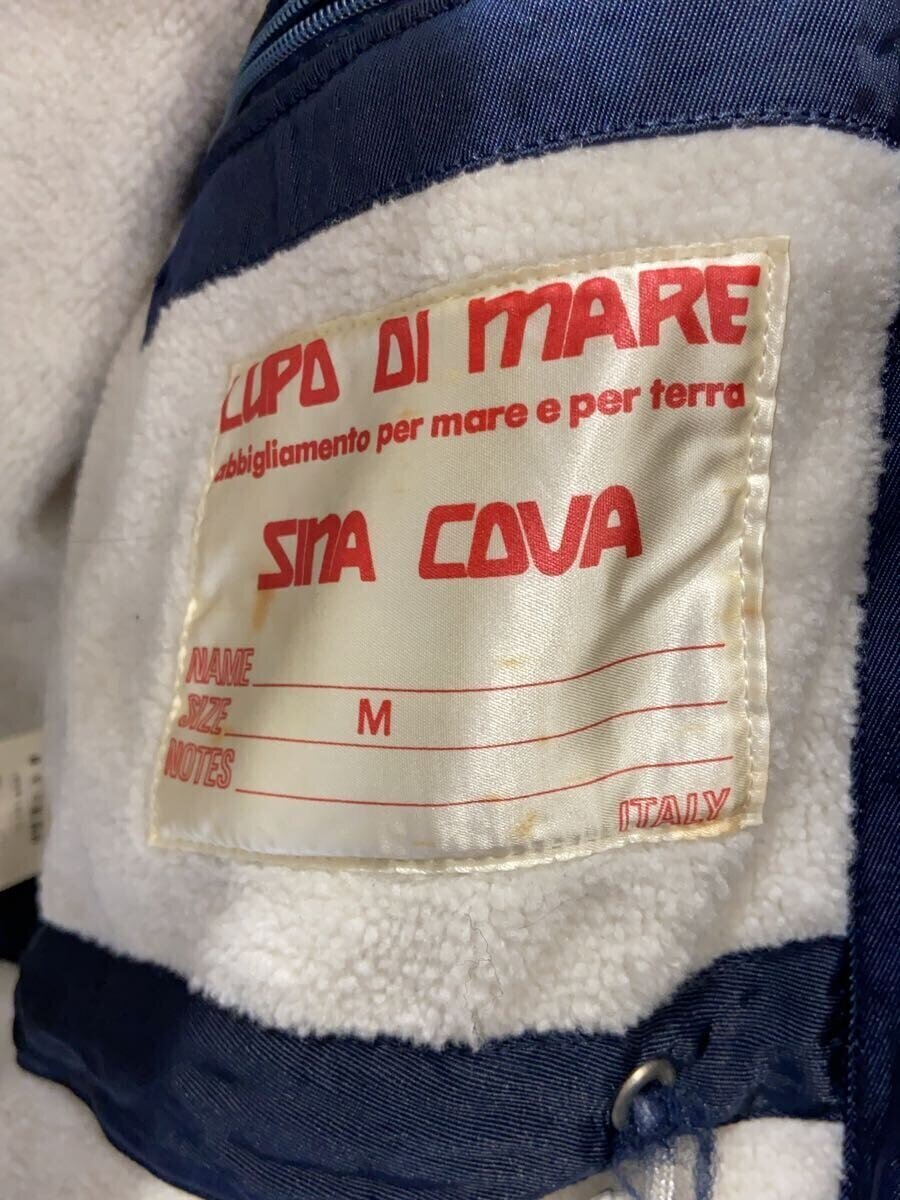 LUPO DI MARE
abbigliamento per mare e per terra
SINA COVA
NAME
SIZE M
NOTES
ITALY